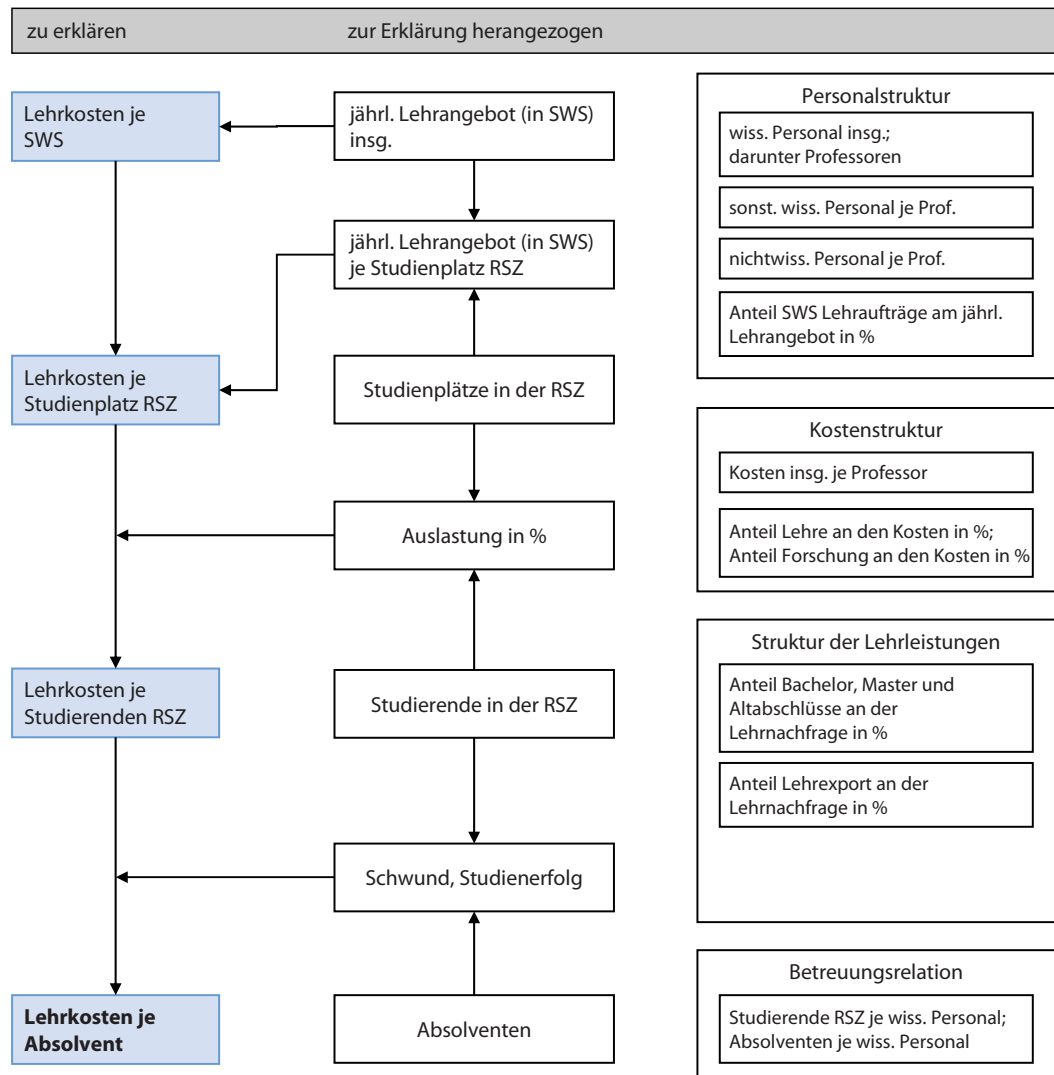 zu erklären
zur Erklärung herangezogen
Lehrkosten je
SWS
Lehrkosten je
Studienplatz RSZ
Lehrkosten je
Studierenden RSZ
Lehrkosten je
Absolvent
jährl. Lehrangebot (in SWS)
insg.
jährl. Lehrangebot (in SWS)
je Studienplatz RSZ
Studienplätze in der RSZ
Auslastung in %
Studierende in der RSZ
Schwund, Studienerfolg
Absolventen
Personalstruktur
wiss. Personal insg.;
darunter Professoren
sonst. wiss. Personal je Prof.
nichtwiss. Personal je Prof.
Anteil SWS Lehraufträge am jährl.
Lehrangebot in %
Kostenstruktur
Kosten insg. je Professor
Anteil Lehre an den Kosten in %;
Anteil Forschung an den Kosten in %
Struktur der Lehrleistungen
Anteil Bachelor, Master und
Altabschlüsse an der
Lehrnachfrage in %
Anteil Lehrexport an der
Lehrnachfrage in %
Betreuungsrelation
Studierende RSZ je wiss. Personal;
Absolventen je wiss. Personal